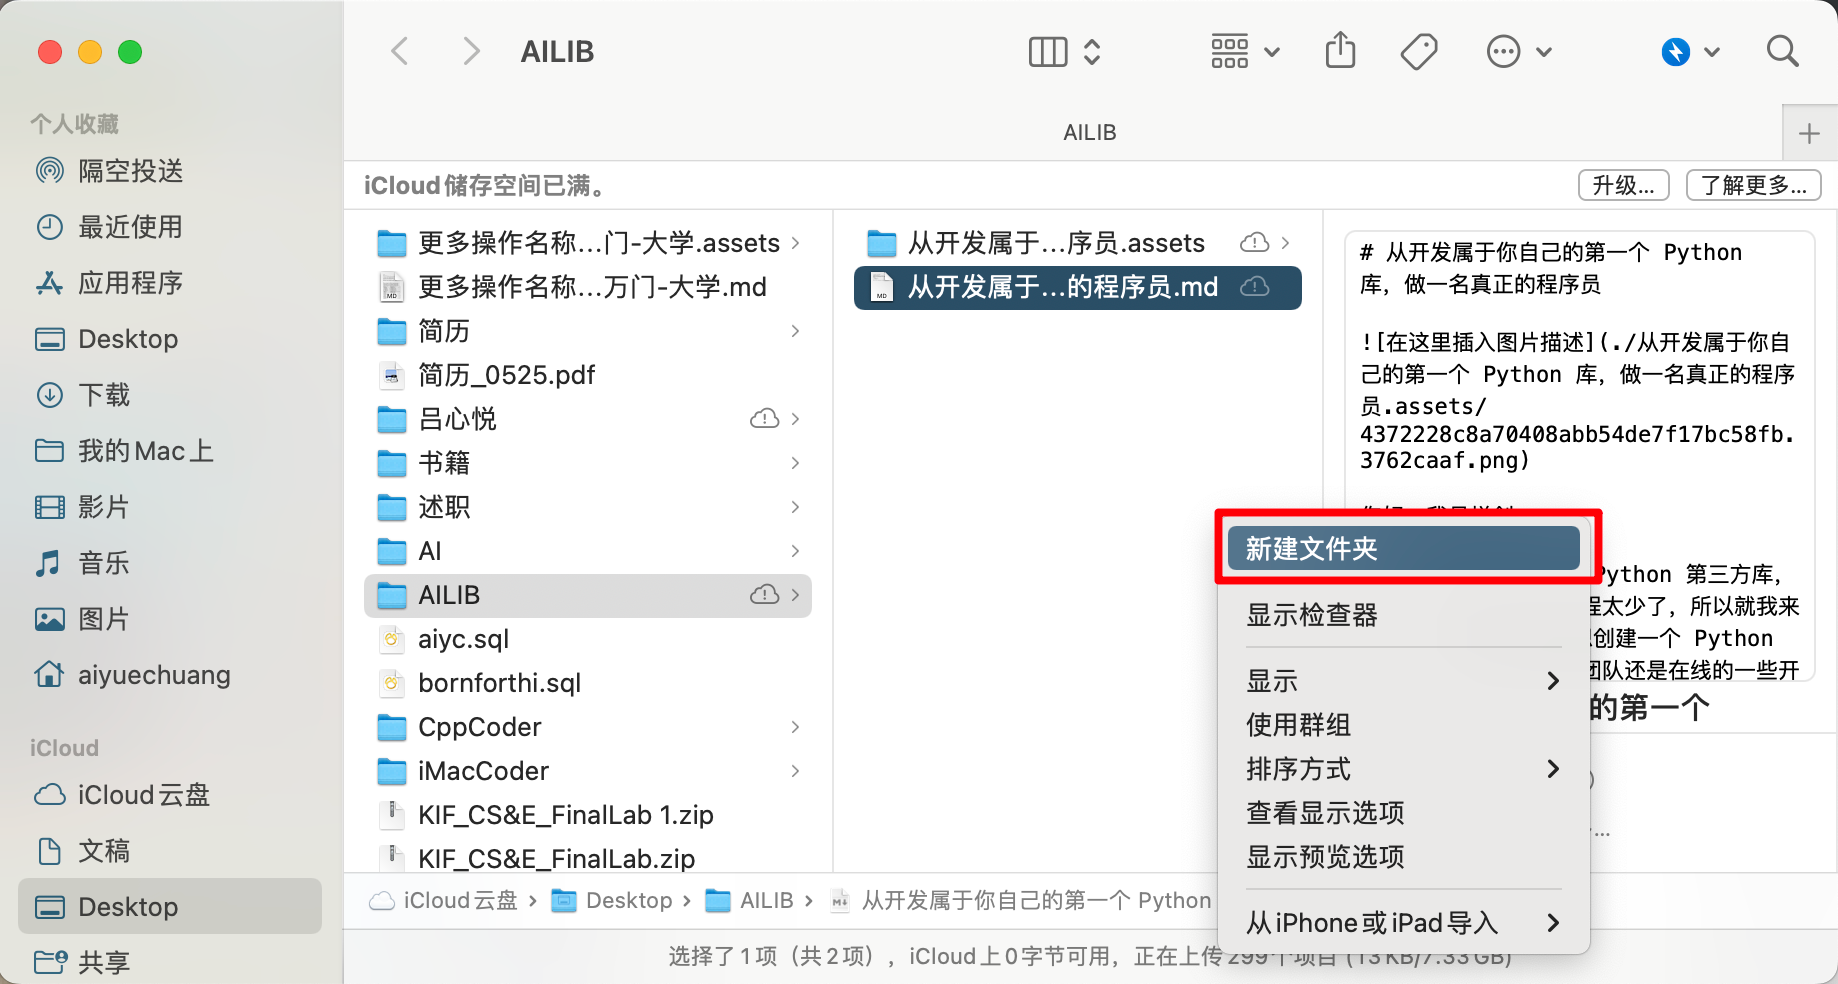 AILIB
个人收藏
隔空投送
最近使用
应用程序
Desktop
下载
我的Mac上
影片
音乐
图片
aiyuechuang
iCloud
iCloud云盘
文稿
Desktop
共享
AILIB
iCloud储存空间已满。
升级...
了解更多...
更多操作名称...门-大学.assets
更多操作名称...万门-大学.md
简历
简历_0525.pdf
吕心悦
书籍
述职
AI
AILIB
aiyc.sql
bornforthi.sql
CppCoder
iMacCoder
KIF_CS&E_FinalLab 1.zip
KIF_CS&E_FinalLab.zip
从开发属于...序员.assets
从开发属于...的程序员.md
# 从开发属于你自己的第一个 Python
库，做一名真正的程序员
![在这里插入图片描述](./从开发属于你自
己的第一个 Python 库，做一名真正的程序
员.assets/
4372228c8a70408abb54de7f17bc58fb.
3762caaf.png)
Python 第三方库，
程太少了，所以就我来
创建一个 Python
团队还是在线的一些开
的第一个
新建文件夹
显示检查器
显示
使用群组
排序方式
查看显示选项
显示预览选项
从iPhone或iPad导入
iCloud云盘 › Desktop › AILIB › 从开发属于你自己的第一个 Python
选择了1项（共2项），iCloud上0字节可用，正在上传299个项目 (13 KB/7.33 GB)